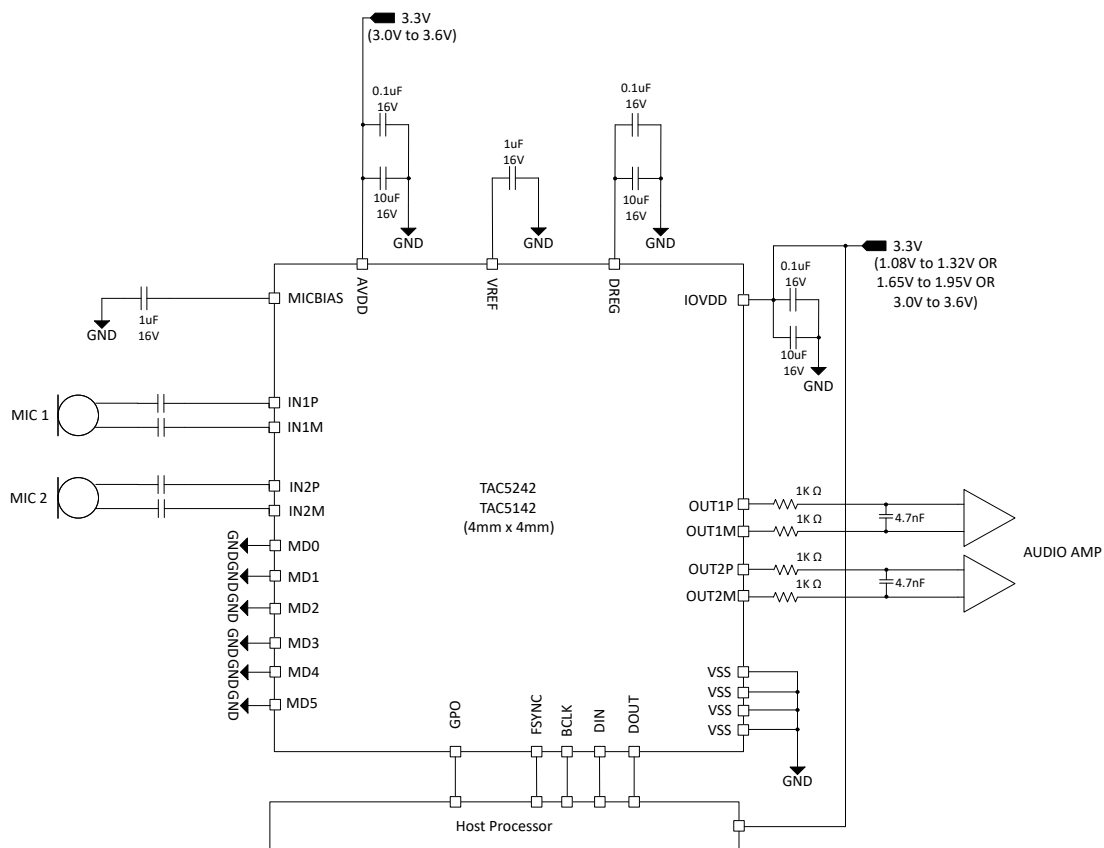 3.3V
(3.0V to 3.6V)
0.1uF
16V
10uF
16V
GND
1uF
16V
GND
0.1uF
16V
10uF
16V
GND
3.3V
(1.08V to 1.32V OR
1.65V to 1.95V OR
3.0V to 3.6V)
0.1uF
16V
10uF
16V
GND
AVDD
VREF
DREG
IOVDD
MICBIAS
1uF
16V
GND
MIC 1
IN1P
IN1M
MIC 2
IN2P
IN2M
GND
MD0
GND
MD1
GND
MD2
GND
MD3
GND
MD4
GND
MD5
TAC5242
TAC5142
(4mm x 4mm)
OUT1P
1K Ω
OUT1M
1K Ω
4.7nF
OUT2P
1K Ω
OUT2M
1K Ω
4.7nF
AUDIO AMP
VSS
VSS
VSS
VSS
GND
GPO
FSYNC
BCLK
DIN
DOUT
Host Processor